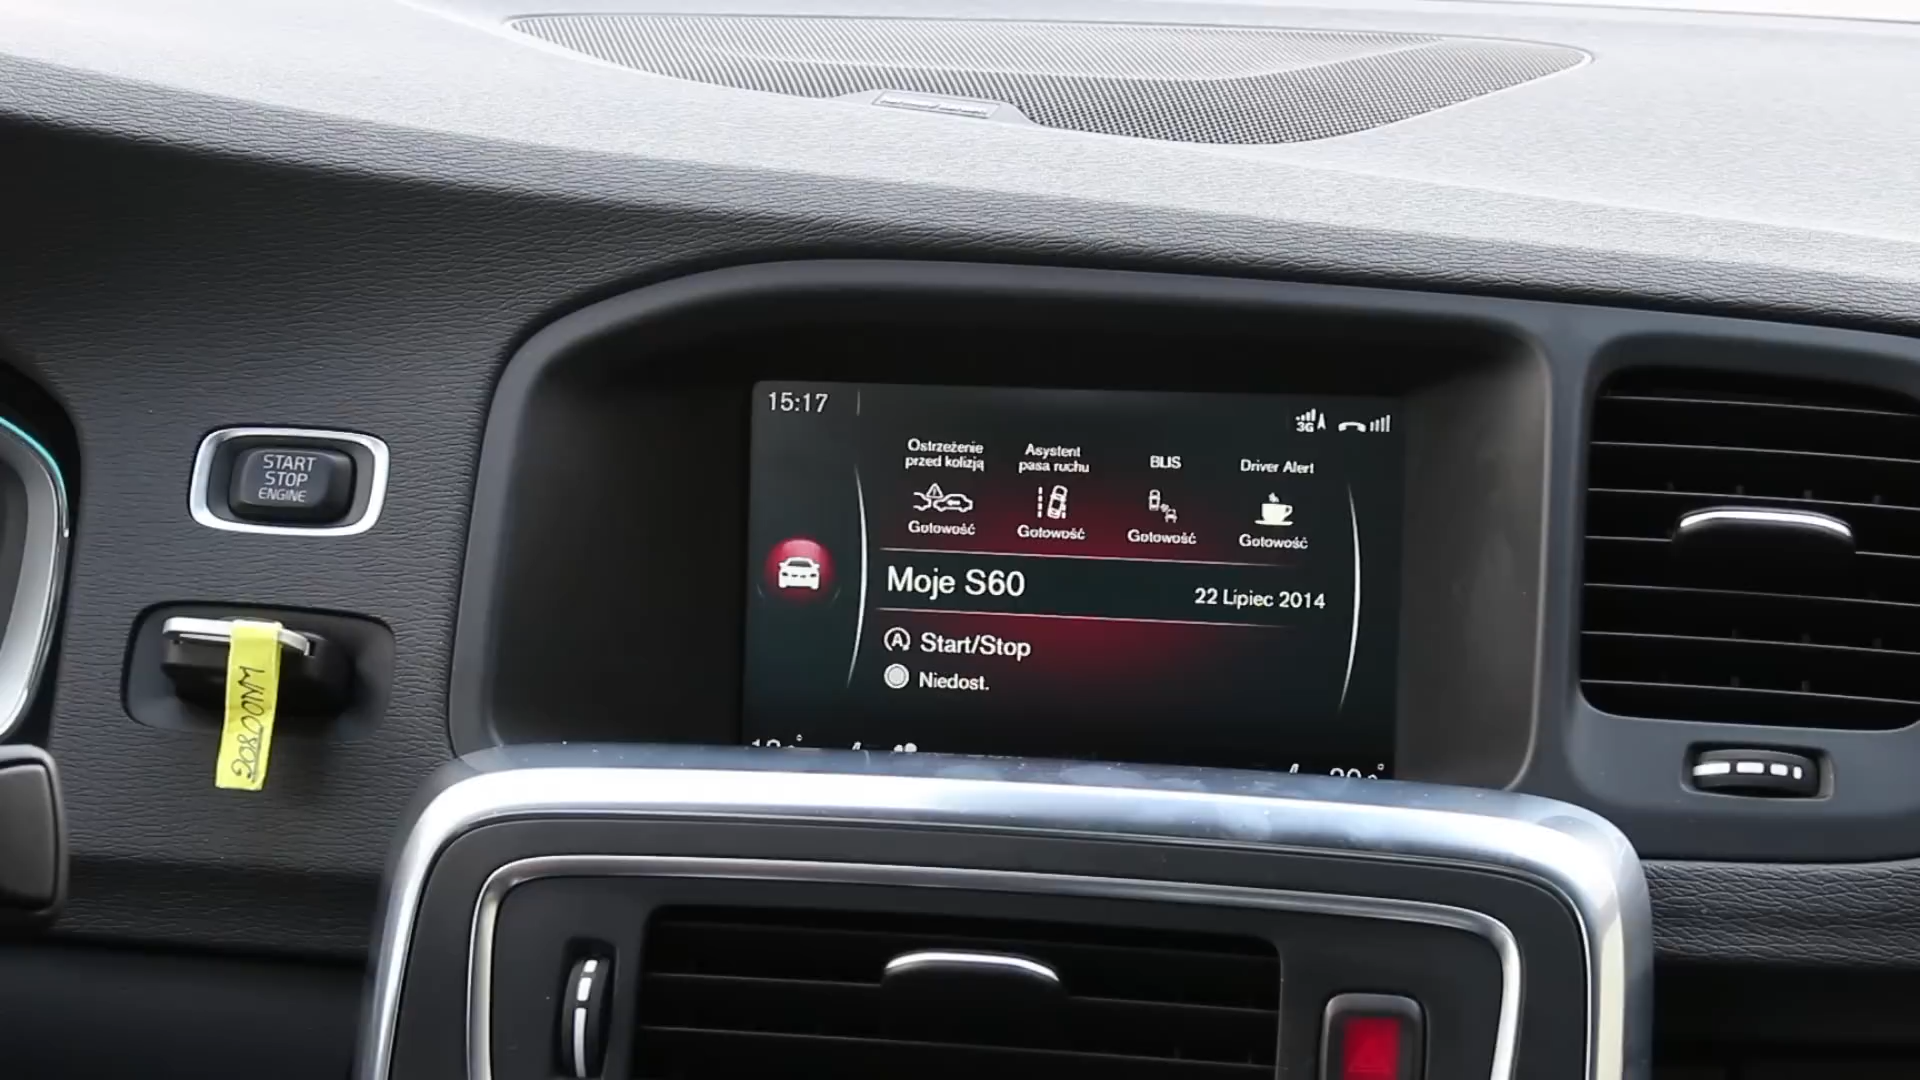 15:17
3G
Ostrzeżenie
przed kolizją
Asystent
pasa ruchu
BLIS
Driver Alert
Gotowość
Gotowość
Gotowość
Gotowość
Moje S60
22 Lipiec 2014
Start/Stop
Niedost.
START
STOP
ENGINE